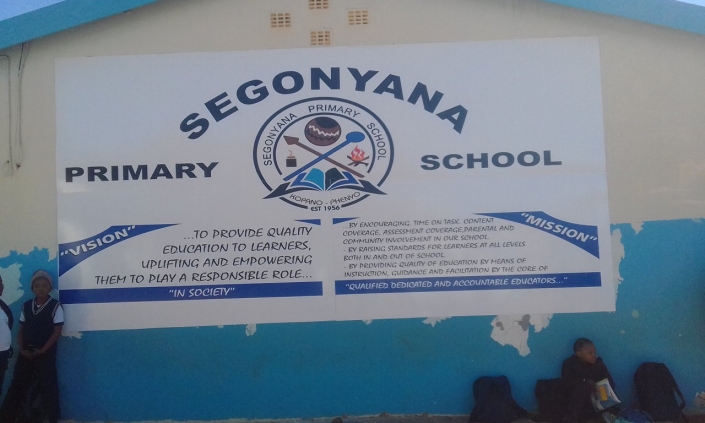 SEGONYANA
PRIMARY SCHOOL
SEGONYANA PRIMARY SCHOOL
KOPANO - PHENYO
EST 1956
"VISION"
...TO PROVIDE QUALITY
EDUCATION TO LEARNERS,
UPLIFTING AND EMPOWERING
THEM TO PLAY A RESPONSIBLE ROLE...
"IN SOCIETY"
"MISSION"
- BY ENCOURAGING, TIME ON TASK, CONTENT
COVERAGE, ASSESSMENT COVERAGE,PARENTAL AND
COMMUNITY INVOLVEMENT IN OUR SCHOOL.
- BY RAISING STANDARDS FOR LEARNERS AT ALL LEVELS
BOTH IN AND OUT OF SCHOOL.
- BY PROVIDING QUALITY OF EDUCATION BY MEANS OF
INSTRUCTION, GUIDANCE AND FACILITATION BY THE CORE OF
"QUALIFIED DEDICATED AND ACCOUNTABLE EDUCATORS..."